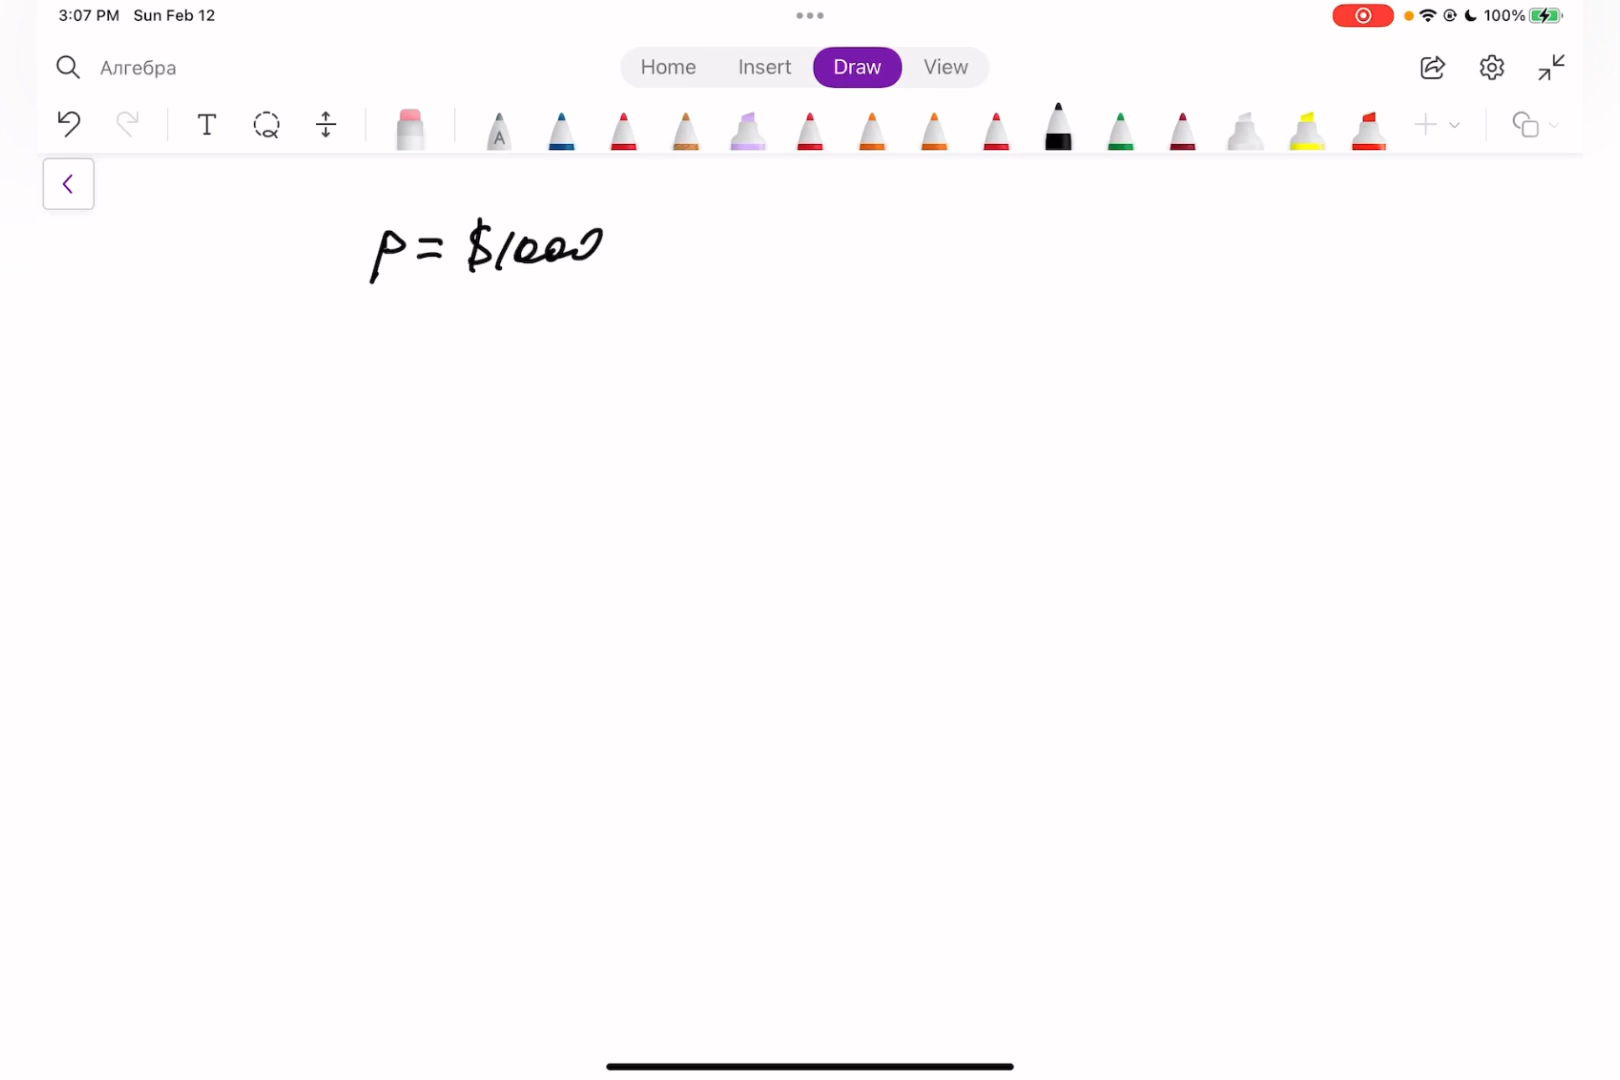 3:07 PM Sun Feb 12
100%
Алгебра
Home Insert Draw View
T
A
P = $1000